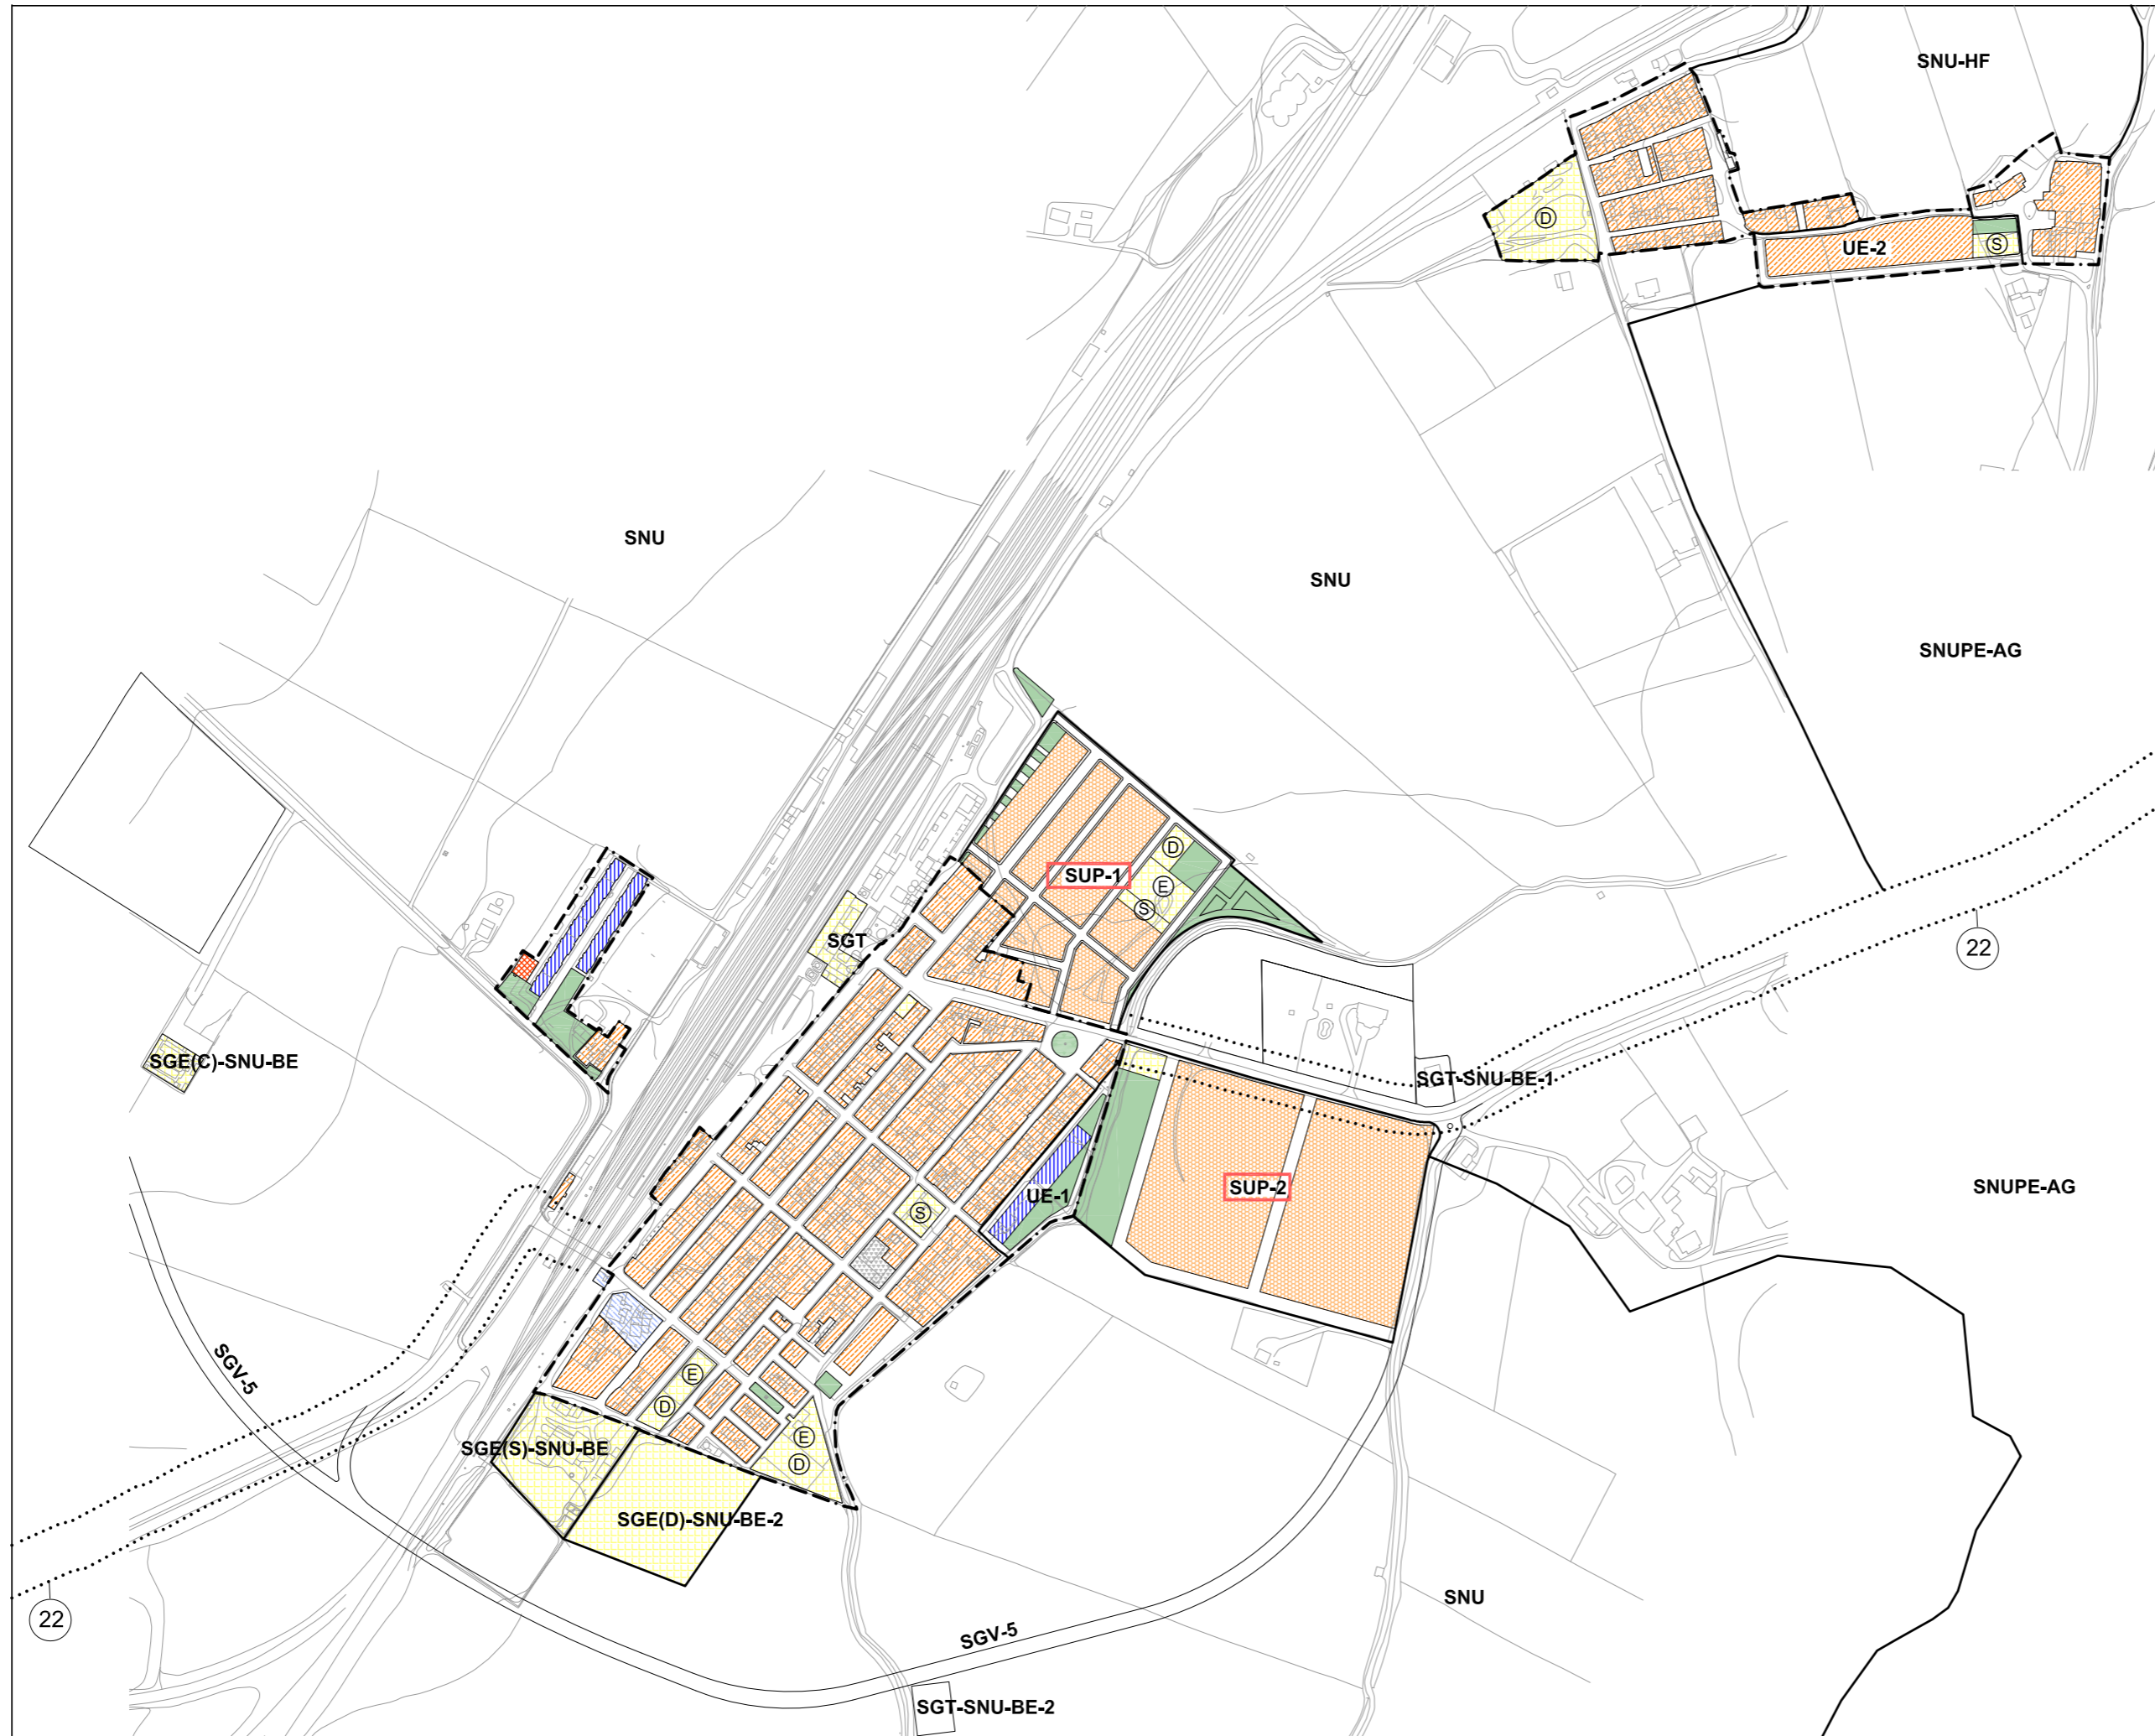 SNU-HF
D
UE-2
S
SNU
SNU
SNUPE-AG
D
SUP-1
E
S
SGT
22
SGE(C)-SNU-BE
SGT-SNU-BE-1
SUP-2
SNUPE-AG
UE-1
S
SGV-5
E
D
E
SGE(S)-SNU-BE
D
SGE(D)-SNU-BE-2
SNU
22
SGV-5
SGT-SNU-BE-2